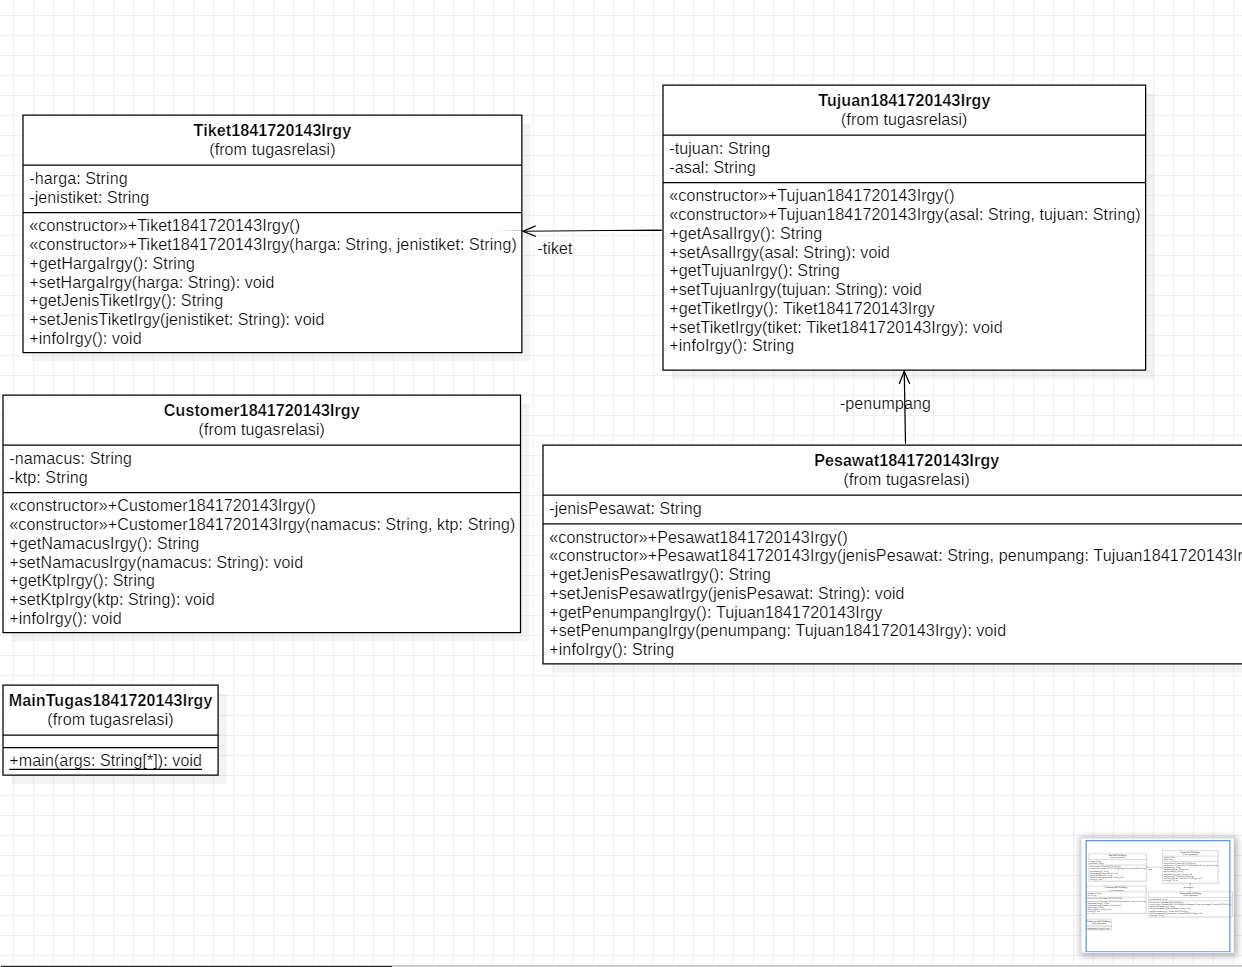 Tiket1841720143Irgy
(from tugasrelasi)
-harga: String
-jenistiket: String
«constructor»+Tiket1841720143Irgy()
«constructor»+Tiket1841720143Irgy(harga: String, jenistiket: String)
+getHargaIrgy(): String
+setHargaIrgy(harga: String): void
+getJenisTiketIrgy(): String
+setJenisTiketIrgy(jenistiket: String): void
+infoIrgy(): void
-tiket
Tujuan1841720143Irgy
(from tugasrelasi)
-tujuan: String
-asal: String
«constructor»+Tujuan1841720143Irgy()
«constructor»+Tujuan1841720143Irgy(asal: String, tujuan: String)
+getAsalIrgy(): String
+setAsalIrgy(asal: String): void
+getTujuanIrgy(): String
+setTujuanIrgy(tujuan: String): void
+getTiketIrgy(): Tiket1841720143Irgy
+setTiketIrgy(tiket: Tiket1841720143Irgy): void
+infoIrgy(): String
-penumpang
Customer1841720143Irgy
(from tugasrelasi)
-namacus: String
-ktp: String
«constructor»+Customer1841720143Irgy()
«constructor»+Customer1841720143Irgy(namacus: String, ktp: String)
+getNamacusIrgy(): String
+setNamacusIrgy(namacus: String): void
+getKtpIrgy(): String
+setKtpIrgy(ktp: String): void
+infoIrgy(): void
Pesawat1841720143Irgy
(from tugasrelasi)
-jenisPesawat: String
«constructor»+Pesawat1841720143Irgy()
«constructor»+Pesawat1841720143Irgy(jenisPesawat: String, penumpang: Tujuan1841720143Ir
+getJenisPesawatIrgy(): String
+setJenisPesawatIrgy(jenisPesawat: String): void
+getPenumpangIrgy(): Tujuan1841720143Irgy
+setPenumpangIrgy(penumpang: Tujuan1841720143Irgy): void
+infoIrgy(): String
MainTugas1841720143Irgy
(from tugasrelasi)
+main(args: String[*]): void